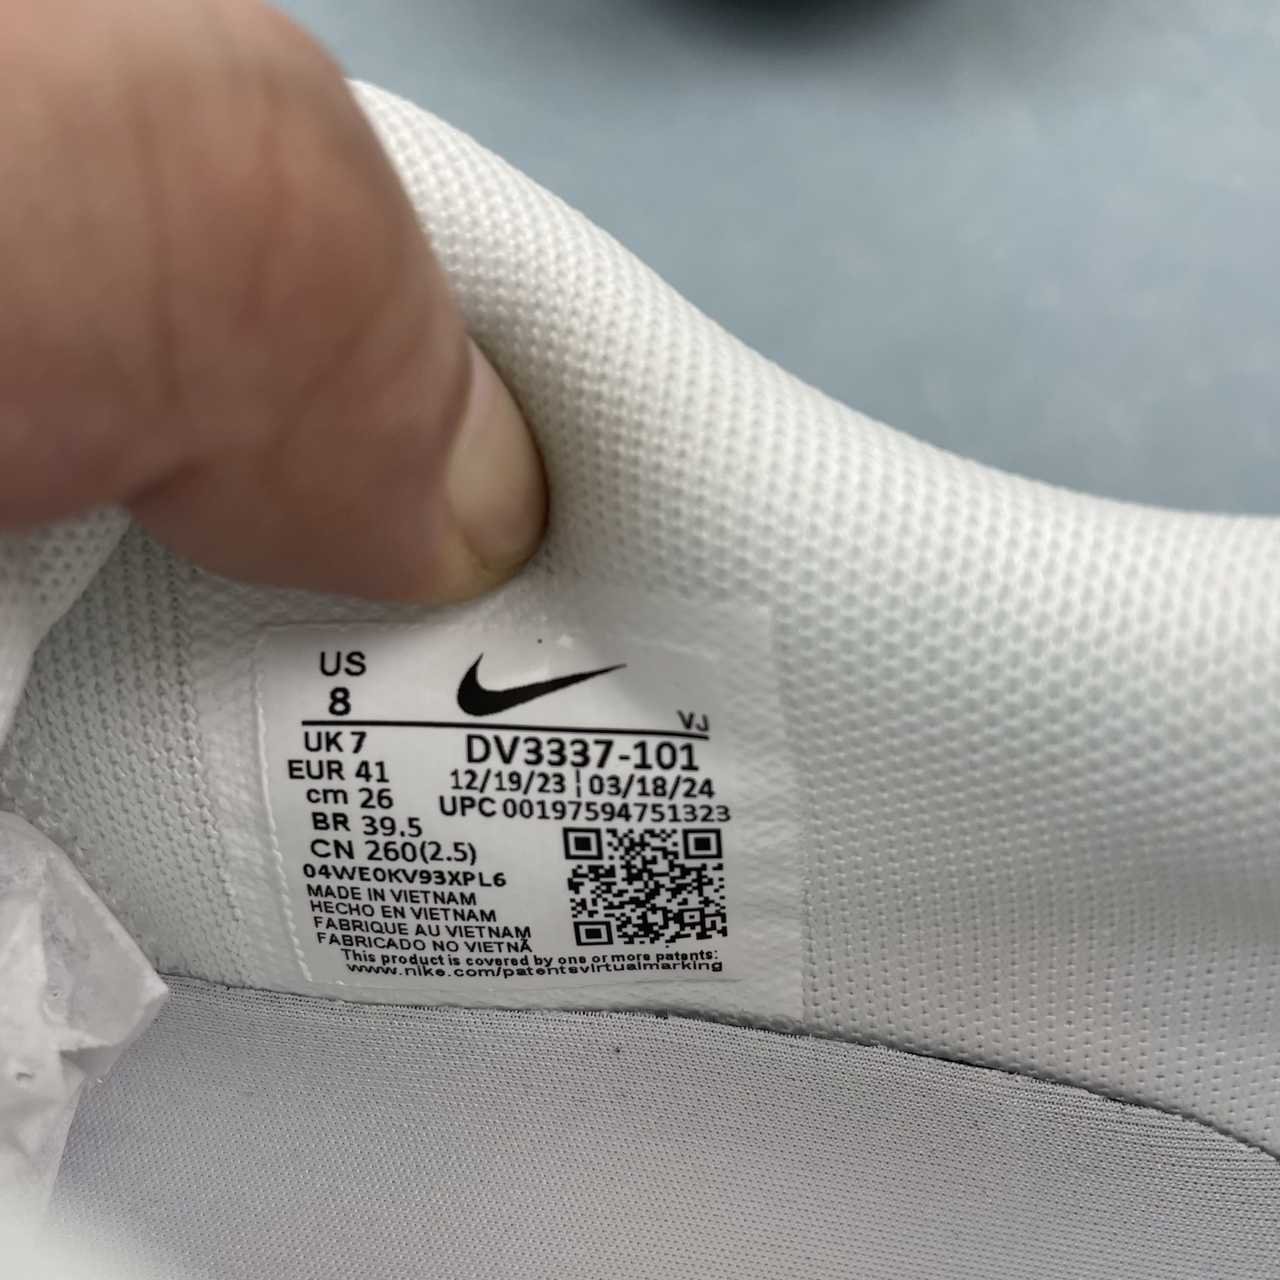 US
8
VJ
UK 7
DV3337-101
EUR 41
12/19/23 | 03/18/24
cm 26
UPC 00197594751323
BR 39.5
CN 260(2.5)
04WE0KV93XPL6
MADE IN VIETNAM
HECHO EN VIETNAM
FABRIQUE AU VIETNAM
FABRICADO NO VIETNÃ
This product is covered by one or more patents:
www.nike.com/patentsvirtualmarking